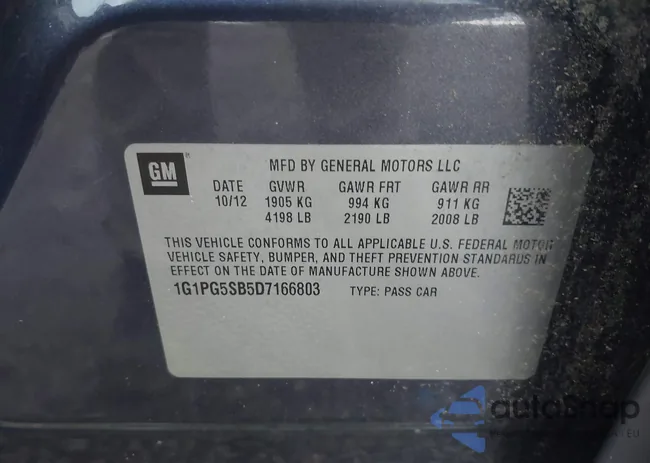 GM
MFD BY GENERAL MOTORS LLC
DATE GVWR GAWR FRT GAWR RR
10/12 1905 KG 994 KG 911 KG
4198 LB 2190 LB 2008 LB
THIS VEHICLE CONFORMS TO ALL APPLICABLE U.S. FEDERAL MOTOR
VEHICLE SAFETY, BUMPER, AND THEFT PREVENTION STANDARDS IN
EFFECT ON THE DATE OF MANUFACTURE SHOWN ABOVE.
1G1PG5SB5D7166803 TYPE: PASS CAR
autoSnap